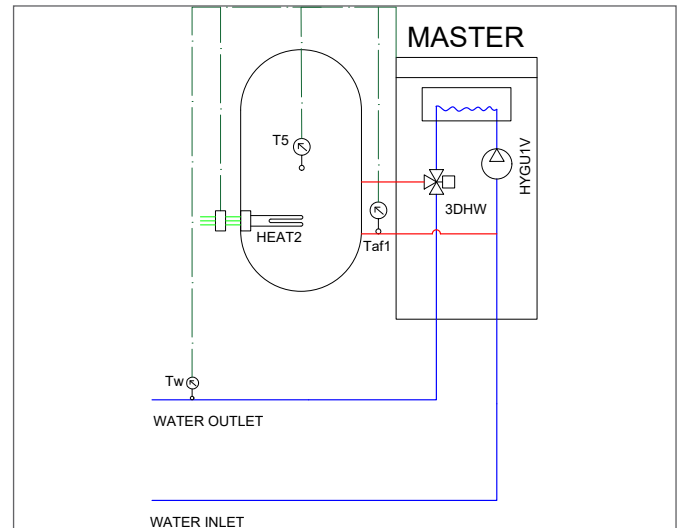 MASTER
T5
HYGU1V
3DHW
HEAT2
Taf1
Tw
WATER OUTLET
WATER INLET